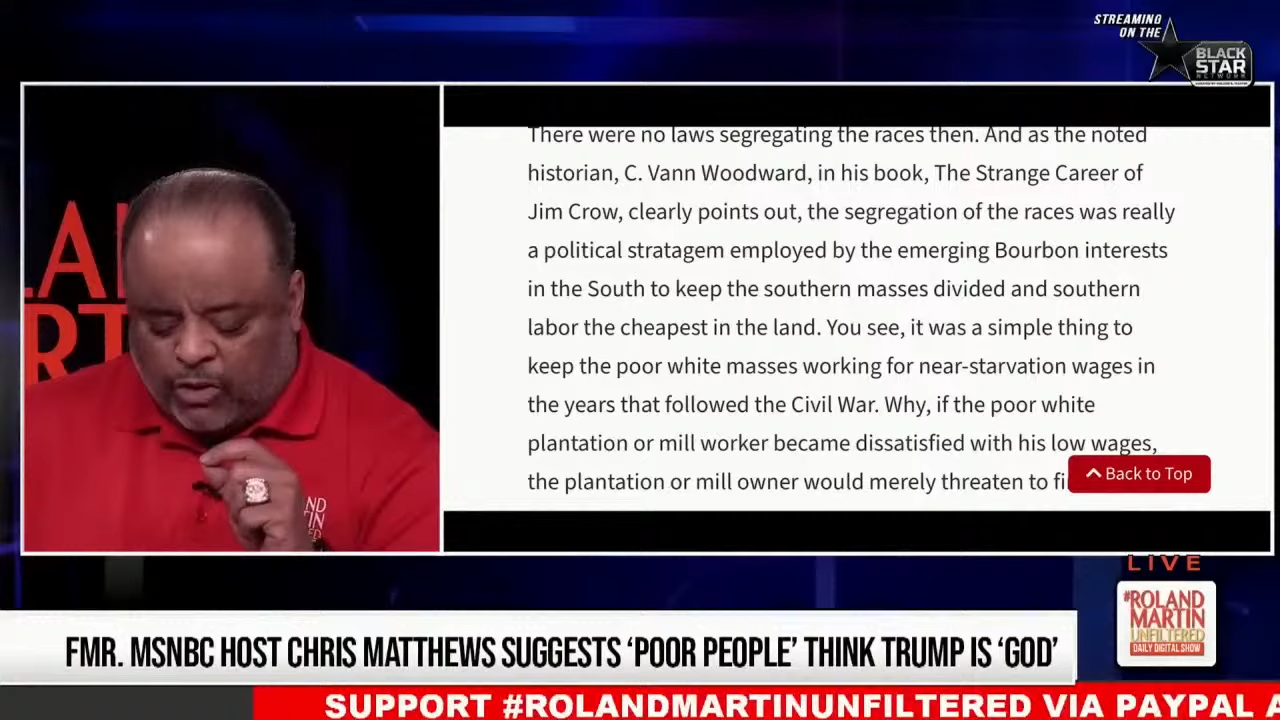 STREAMING
ON THE
BLACK
STAR
NETWORK
There were no laws segregating the races then. And as the noted
historian, C. Vann Woodward, in his book, The Strange Career of
Jim Crow, clearly points out, the segregation of the races was really
a political stratagem employed by the emerging Bourbon interests
in the South to keep the southern masses divided and southern
labor the cheapest in the land. You see, it was a simple thing to
keep the poor white masses working for near-starvation wages in
the years that followed the Civil War. Why, if the poor white
plantation or mill worker became dissatisfied with his low wages,
the plantation or mill owner would merely threaten to fi
Back to Top
LIVE
#ROLAND
MARTIN
UNFILTERED
DAILY DIGITAL SHOW
FMR. MSNBC HOST CHRIS MATTHEWS SUGGESTS ‘POOR PEOPLE’ THINK TRUMP IS ‘GOD’
SUPPORT #ROLANDMARTINUNFILTERED VIA PAYPAL A